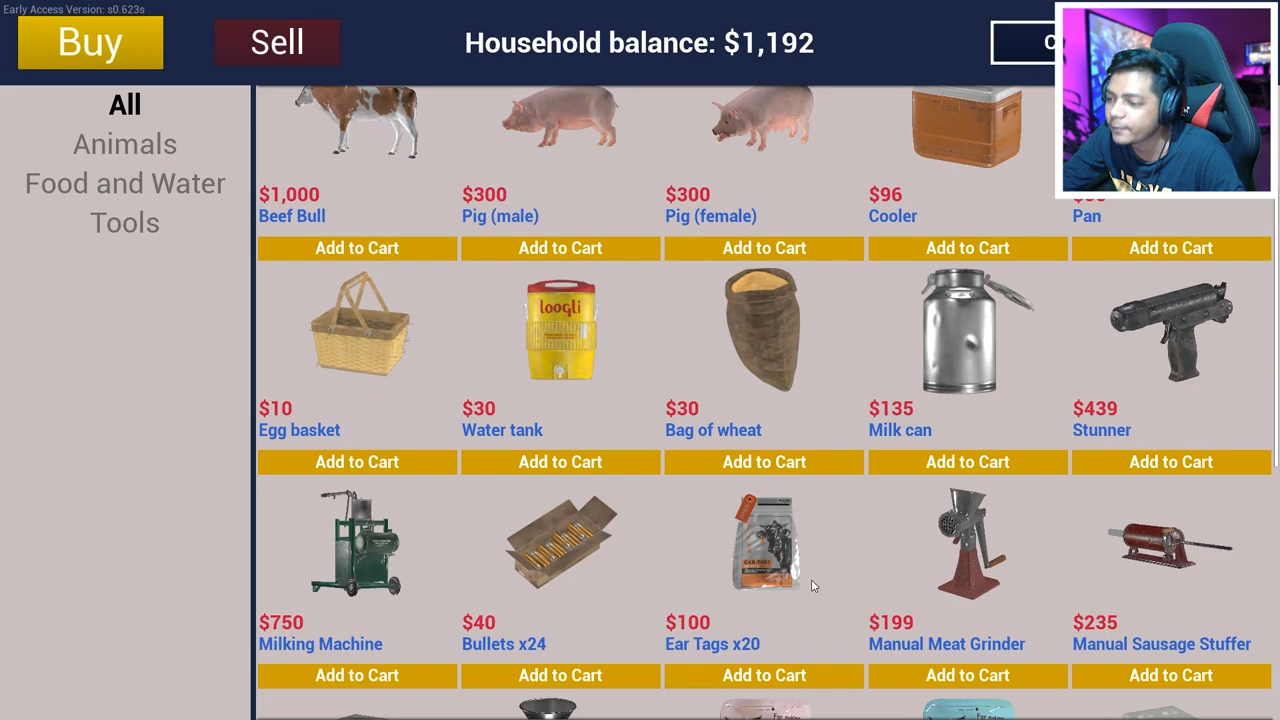 Early Access Version: s0.623s
Buy
Sell
Household balance: $1,192
All
Animals
Food and Water
Tools
$1,000
Beef Bull
Add to Cart
$300
Pig (male)
Add to Cart
$300
Pig (female)
Add to Cart
$96
Cooler
Add to Cart
Pan
Add to Cart
$10
Egg basket
Add to Cart
loogli
$30
Water tank
Add to Cart
$30
Bag of wheat
Add to Cart
$135
Milk can
Add to Cart
$439
Stunner
Add to Cart
$750
Milking Machine
Add to Cart
$40
Bullets x24
Add to Cart
EAR TAGS
$100
Ear Tags x20
Add to Cart
$199
Manual Meat Grinder
Add to Cart
$235
Manual Sausage Stuffer
Add to Cart